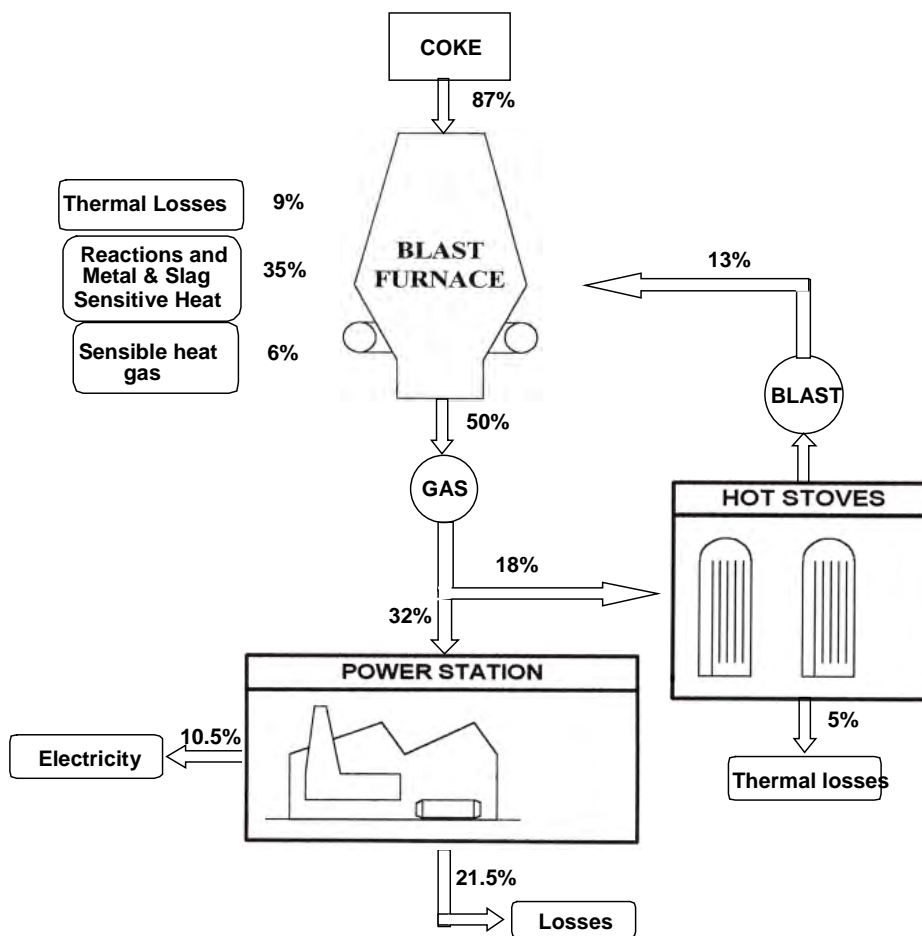 COKE
87%
Thermal Losses 9%
Reactions and
Metal & Slag
Sensitive Heat
35%
Sensible heat
gas
6%
BLAST
FURNACE
13%
BLAST
50%
GAS
HOT STOVES
18%
32%
POWER STATION
5%
Thermal losses
10.5%
Electricity
21.5%
Losses